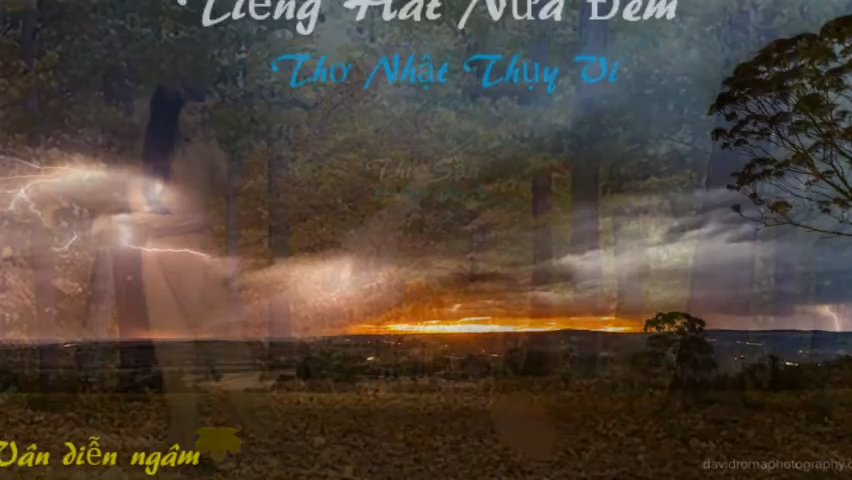 Tiếng Hát Nửa Đêm
Thơ Nhật Thụy Vi
Vân diễn ngâm
davidromaphotography.c